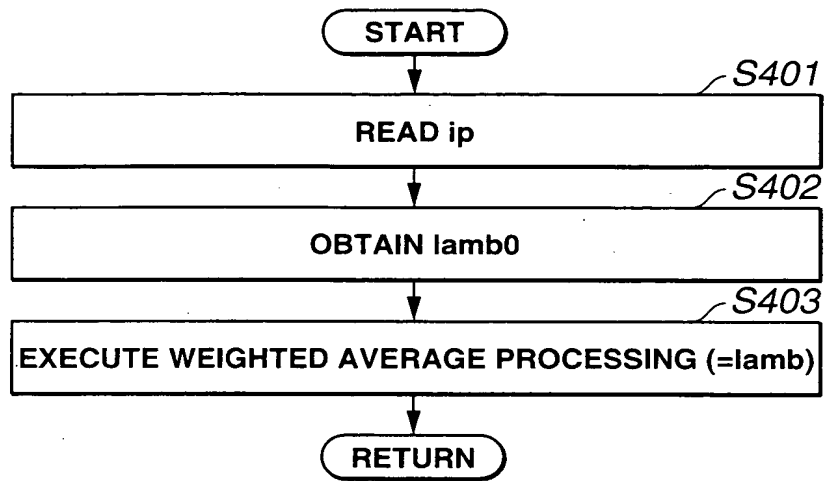 START
S401
READ ip
S402
OBTAIN lamb0
S403
EXECUTE WEIGHTED AVERAGE PROCESSING (=lamb)
RETURN